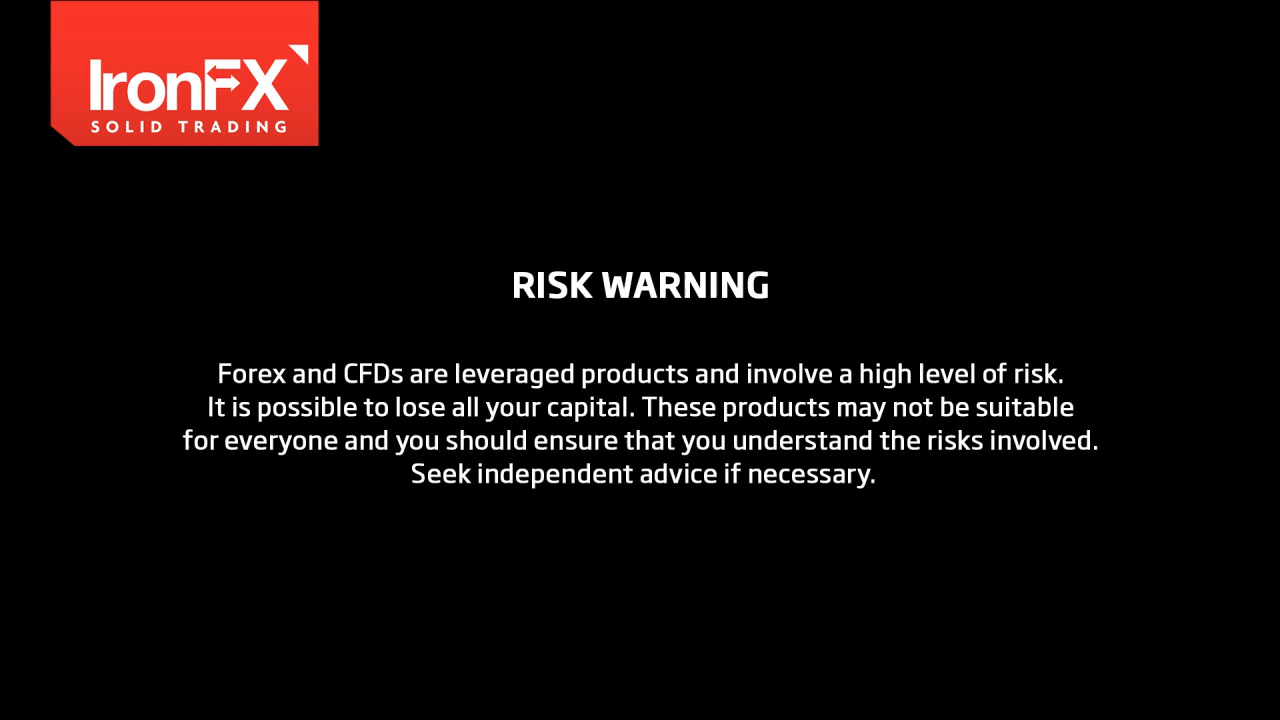 IronFX
SOLID TRADING
RISK WARNING
Forex and CFDs are leveraged products and involve a high level of risk.
It is possible to lose all your capital. These products may not be suitable
for everyone and you should ensure that you understand the risks involved.
Seek independent advice if necessary.